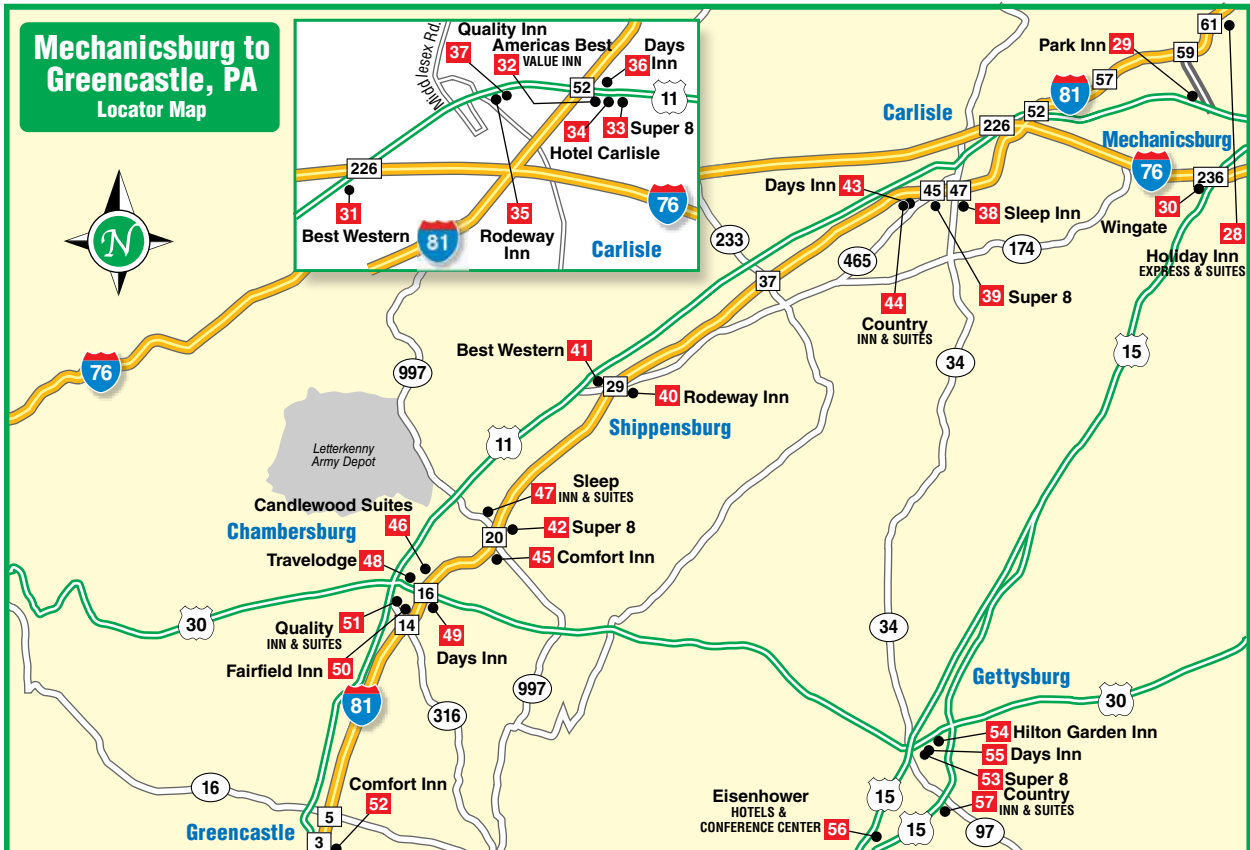 Mechanicsburg to
Greencastle, PA
Locator Map
N
Middlesex Rd.
Quality Inn
37
Americas Best
VALUE INN
32
Days
Inn
36
52
11
34
33 Super 8
Hotel Carlisle
226
31
Best Western
81
35
Rodeway
Inn
76
Carlisle
61
Park Inn 29
59
57
81
52
Carlisle
226
Mechanicsburg
76
236
Days Inn 43
45
47
38 Sleep Inn
30
Wingate
28
Holiday Inn
EXPRESS & SUITES
233
465
174
37
44
Country
INN & SUITES
39 Super 8
15
76
997
Best Western 41
29
40 Rodeway Inn
34
Shippensburg
Letterkenny
Army Depot
11
47 Sleep
INN & SUITES
Candlewood Suites
46
Chambersburg
20
42 Super 8
45 Comfort Inn
Travelodge 48
16
30
Quality
INN & SUITES
51
14
49
Days Inn
Fairfield Inn 50
34
81
316
997
Gettysburg
30
54 Hilton Garden Inn
55 Days Inn
53 Super 8
57 Country
INN & SUITES
16
Comfort Inn
52
5
Greencastle
3
Eisenhower
HOTELS &
CONFERENCE CENTER 56
15
15
97